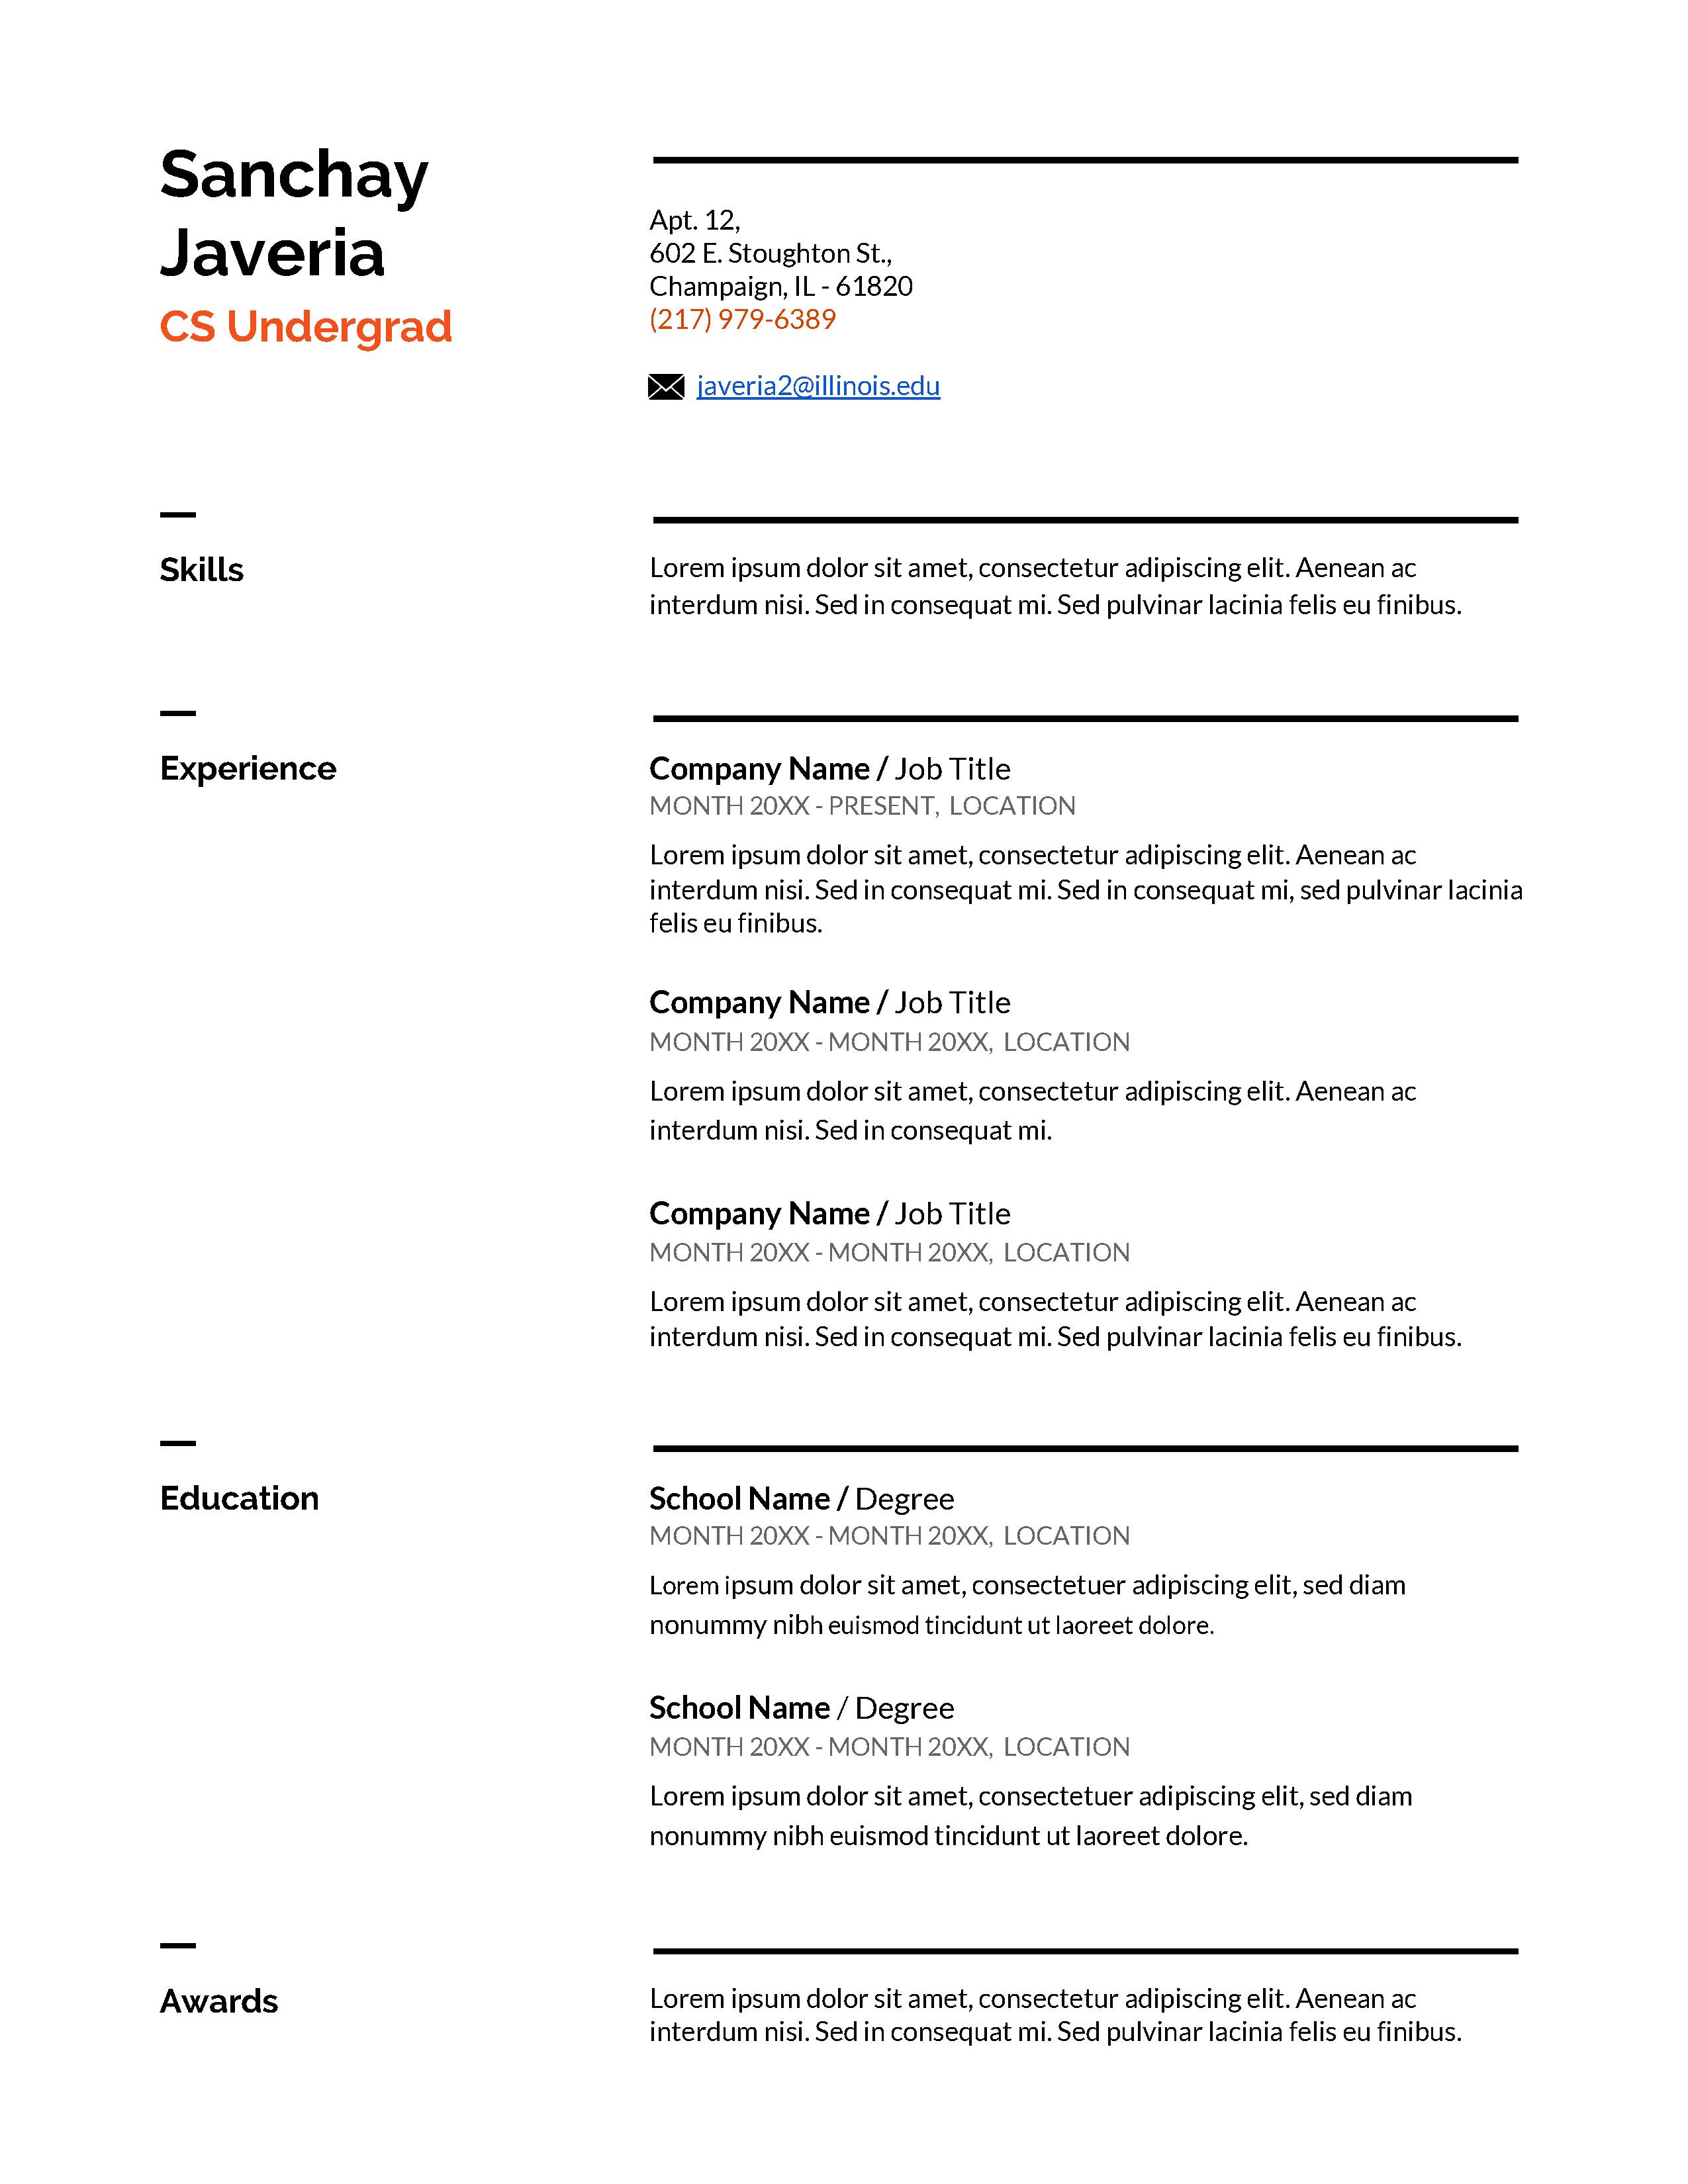 Sanchay
Javeria
CS Undergrad
Apt. 12,
602 E. Stoughton St.,
Champaign, IL - 61820
(217) 979-6389
javeria2@illinois.edu
Skills
Lorem ipsum dolor sit amet, consectetur adipiscing elit. Aenean ac
interdum nisi. Sed in consequat mi. Sed pulvinar lacinia felis eu finibus.
Experience
Company Name / Job Title
MONTH 20XX - PRESENT, LOCATION
Lorem ipsum dolor sit amet, consectetur adipiscing elit. Aenean ac
interdum nisi. Sed in consequat mi. Sed in consequat mi, sed pulvinar lacinia
felis eu finibus.
Company Name / Job Title
MONTH 20XX - MONTH 20XX, LOCATION
Lorem ipsum dolor sit amet, consectetur adipiscing elit. Aenean ac
interdum nisi. Sed in consequat mi.
Company Name / Job Title
MONTH 20XX - MONTH 20XX, LOCATION
Lorem ipsum dolor sit amet, consectetur adipiscing elit. Aenean ac
interdum nisi. Sed in consequat mi. Sed pulvinar lacinia felis eu finibus.
Education
School Name / Degree
MONTH 20XX - MONTH 20XX, LOCATION
Lorem ipsum dolor sit amet, consectetuer adipiscing elit, sed diam
nonummy nibh euismod tincidunt ut laoreet dolore.
School Name / Degree
MONTH 20XX - MONTH 20XX, LOCATION
Lorem ipsum dolor sit amet, consectetuer adipiscing elit, sed diam
nonummy nibh euismod tincidunt ut laoreet dolore.
Awards
Lorem ipsum dolor sit amet, consectetur adipiscing elit. Aenean ac
interdum nisi. Sed in consequat mi. Sed pulvinar lacinia felis eu finibus.